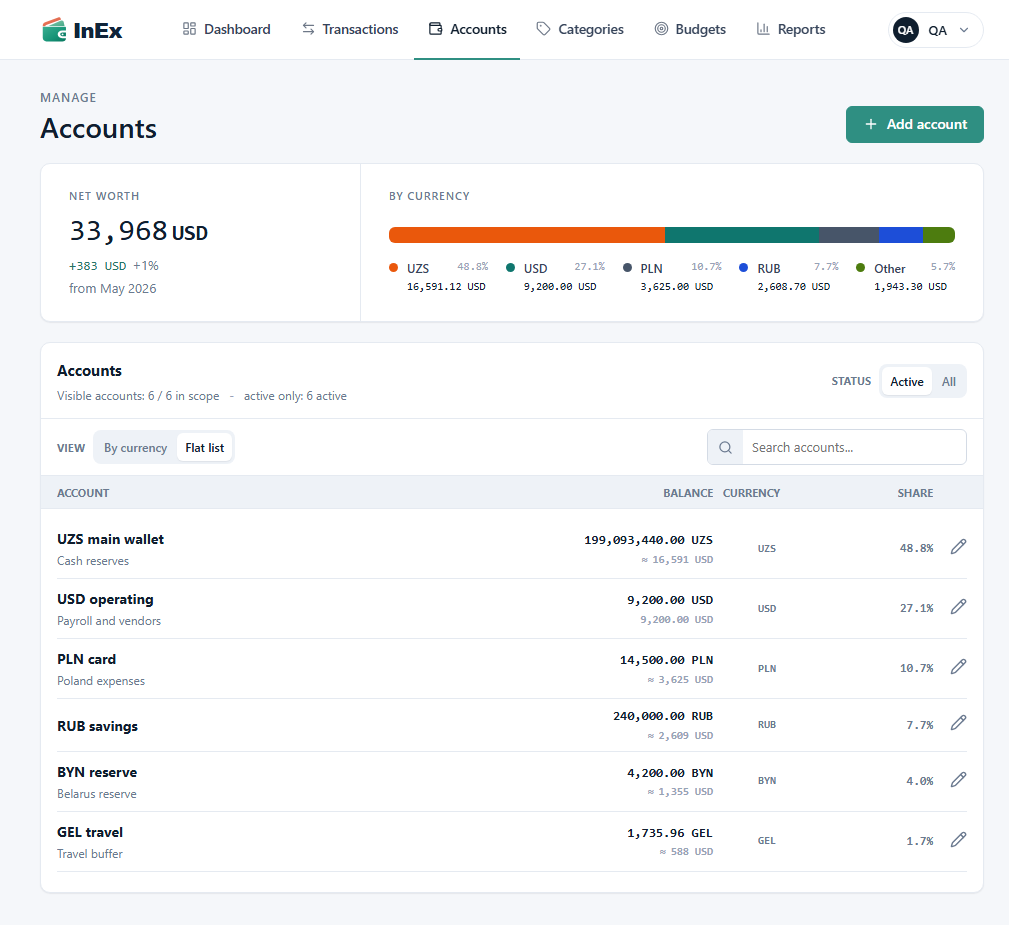 InEx
Dashboard
Transactions
Accounts
Categories
Budgets
Reports
QA QA
MANAGE
Accounts
+ Add account
NET WORTH
33,968 USD
+383 USD +1%
from May 2026
BY CURRENCY
UZS 48.8%
16,591.12 USD
USD 27.1%
9,200.00 USD
PLN 10.7%
3,625.00 USD
RUB 7.7%
2,608.70 USD
Other 5.7%
1,943.30 USD
Accounts
Visible accounts: 6 / 6 in scope - active only: 6 active
STATUS Active All
VIEW By currency Flat list
Search accounts...
ACCOUNT BALANCE CURRENCY SHARE
UZS main wallet
Cash reserves
199,093,440.00 UZS
≈ 16,591 USD
UZS
48.8%
USD operating
Payroll and vendors
9,200.00 USD
9,200.00 USD
USD
27.1%
PLN card
Poland expenses
14,500.00 PLN
≈ 3,625 USD
PLN
10.7%
RUB savings
240,000.00 RUB
≈ 2,609 USD
RUB
7.7%
BYN reserve
Belarus reserve
4,200.00 BYN
≈ 1,355 USD
BYN
4.0%
GEL travel
Travel buffer
1,735.96 GEL
≈ 588 USD
GEL
1.7%